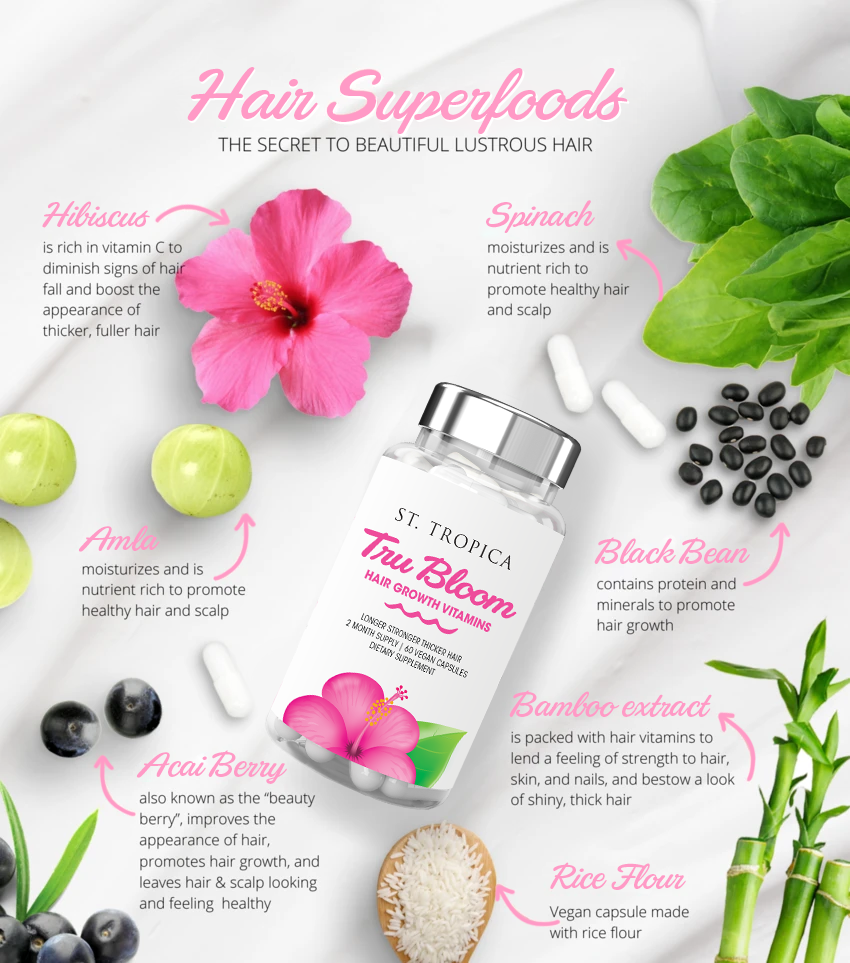 Hair Superfoods
THE SECRET TO BEAUTIFUL LUSTROUS HAIR
Hibiscus
is rich in vitamin C to
diminish signs of hair
fall and boost the
appearance of
thicker, fuller hair
Spinach
moisturizes and is
nutrient rich to
promote healthy hair
and scalp
Amla
moisturizes and is
nutrient rich to promote
healthy hair and scalp
ST. TROPICA
Tru Bloom
HAIR GROWTH VITAMINS
LONGER STRONGER THICKER HAIR
2 MONTH SUPPLY | 60 VEGAN CAPSULES
DIETARY SUPPLEMENT
Black Bean
contains protein and
minerals to promote
hair growth
Bamboo extract
is packed with hair vitamins to
lend a feeling of strength to hair,
skin, and nails, and bestow a look
of shiny, thick hair
Acai Berry
also known as the “beauty
berry”, improves the
appearance of hair,
promotes hair growth, and
leaves hair & scalp looking
and feeling healthy
Rice Flour
Vegan capsule made
with rice flour